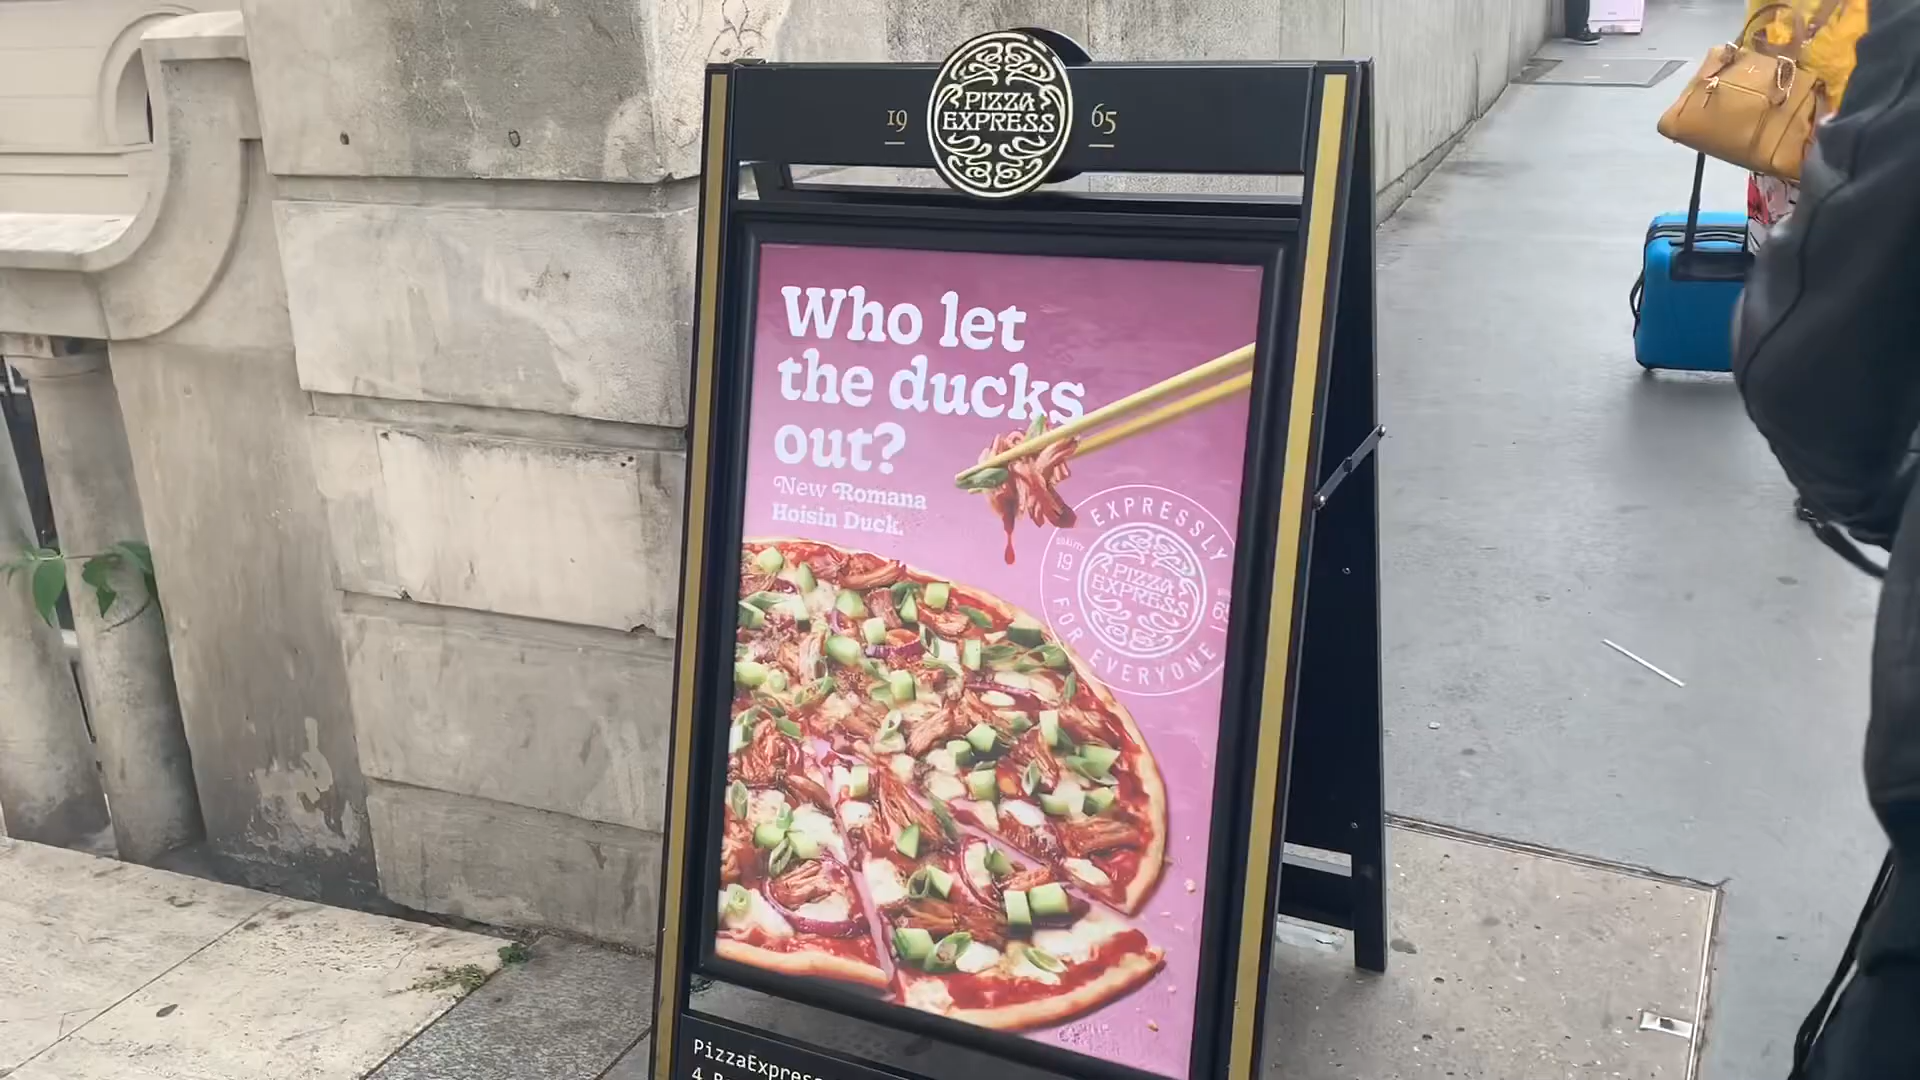 19 PIZZA EXPRESS 65
Who let
the ducks
out?
New Romana
Hoisin Duck.
EXPRESSLY
19
PIZZA
EXPRESS
FOR EVERYONE
PizzaExpress
4